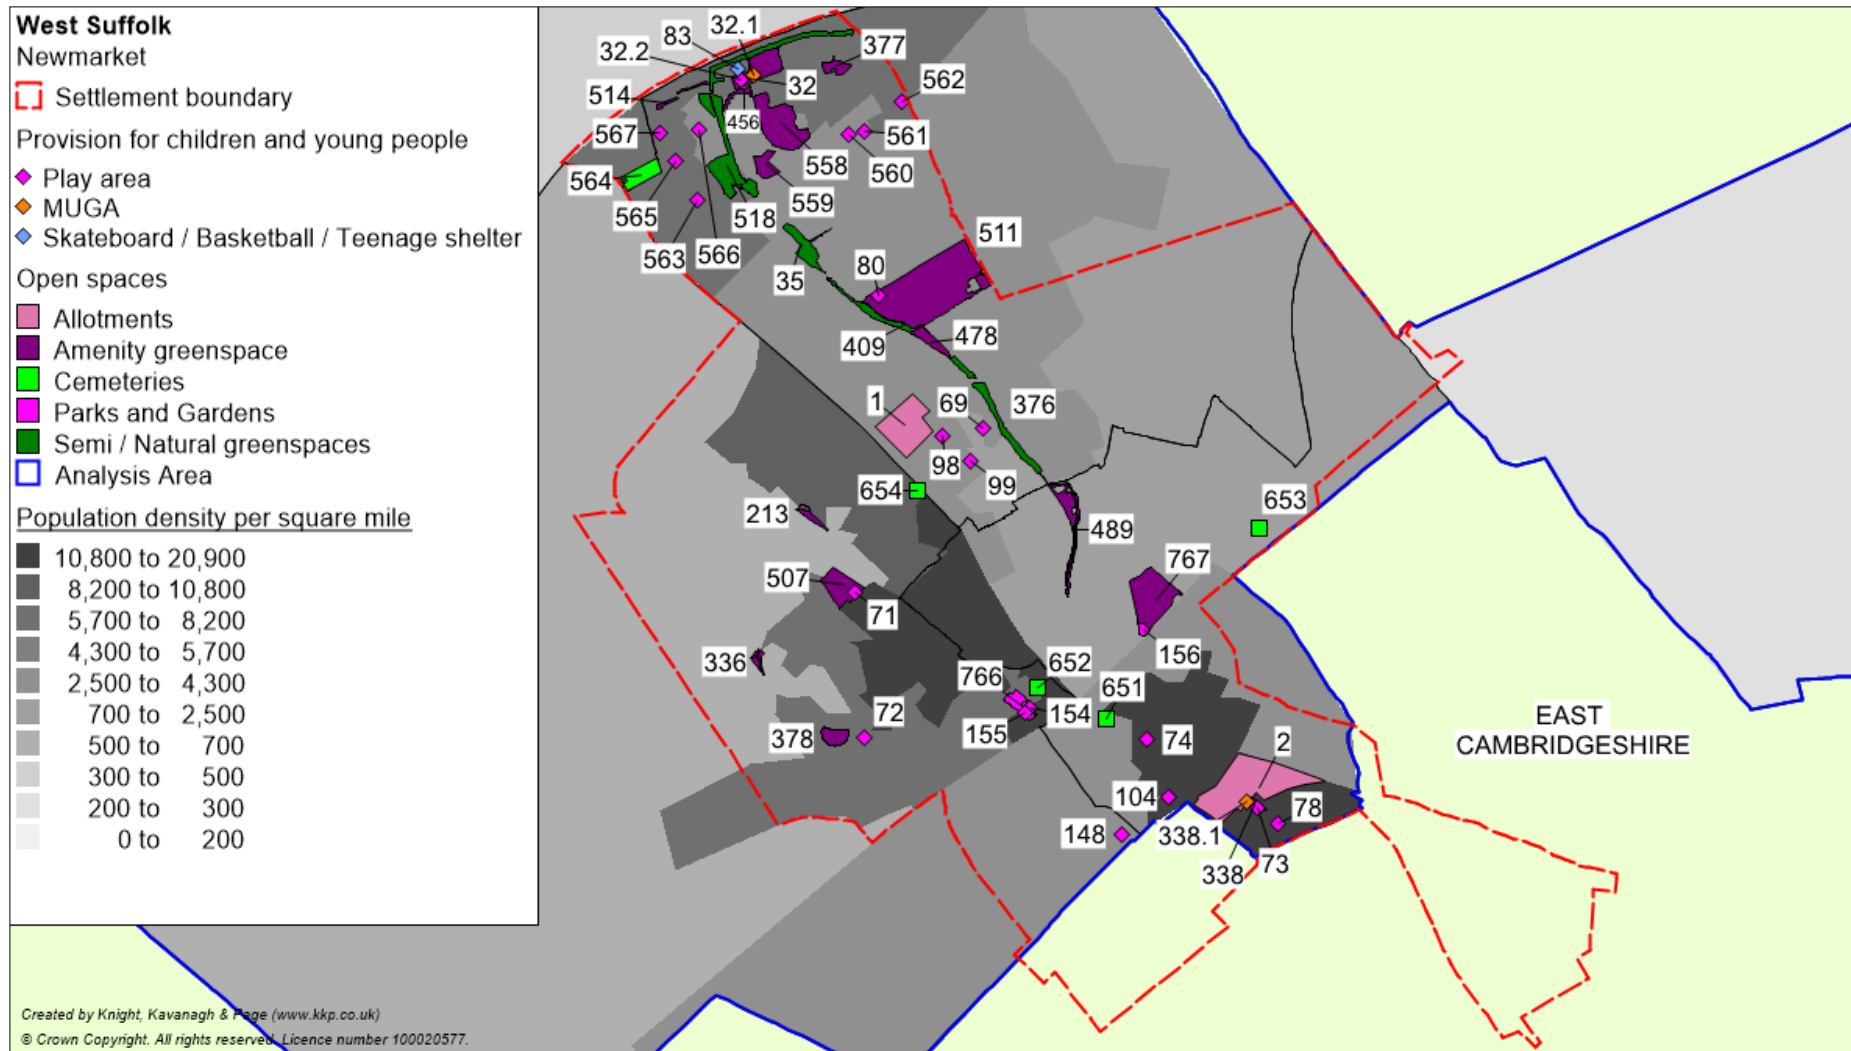 West Suffolk
Newmarket
Settlement boundary
Provision for children and young people
Play area
MUGA
Skateboard / Basketball / Teenage shelter
Open spaces
Allotments
Amenity greenspace
Cemeteries
Parks and Gardens
Semi / Natural greenspaces
Analysis Area
Population density per square mile
10,800 to 20,900
8,200 to 10,800
5,700 to 8,200
4,300 to 5,700
2,500 to 4,300
700 to 2,500
500 to 700
300 to 500
200 to 300
0 to 200
Created by Knight, Kavanagh & Page (www.kkp.co.uk)
© Crown Copyright. All rights reserved. Licence number 100020577.
32.1
83
32.2
377
32
562
514
456
567
561
558
560
564
559
565
518
566
563
511
80
35
478
409
1
69
376
98
99
654
653
213
489
767
507
71
156
336
652
766
651
72
154
155
378
74
2
EAST
CAMBRIDGESHIRE
104
78
148
338.1
73
338